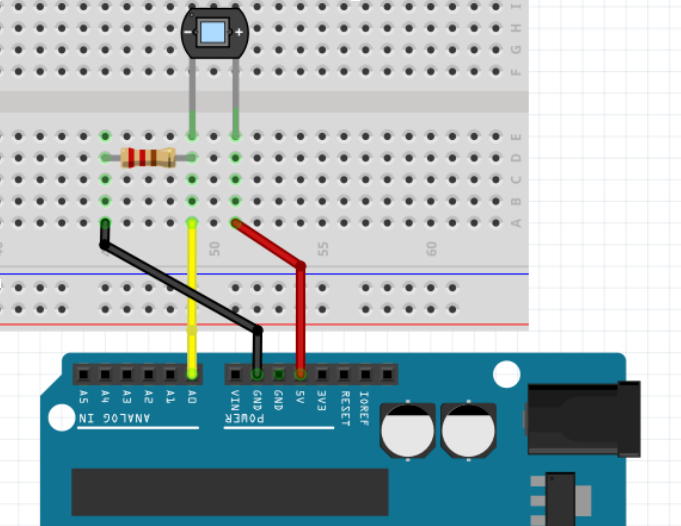 I
− +
H
G
F
E
D
C
B
A
50 55 60
A5 A4 A3 A2 A1 A0 VIN GND GND 5V 3V3 RESET IOREF
ANALOG IN POWER